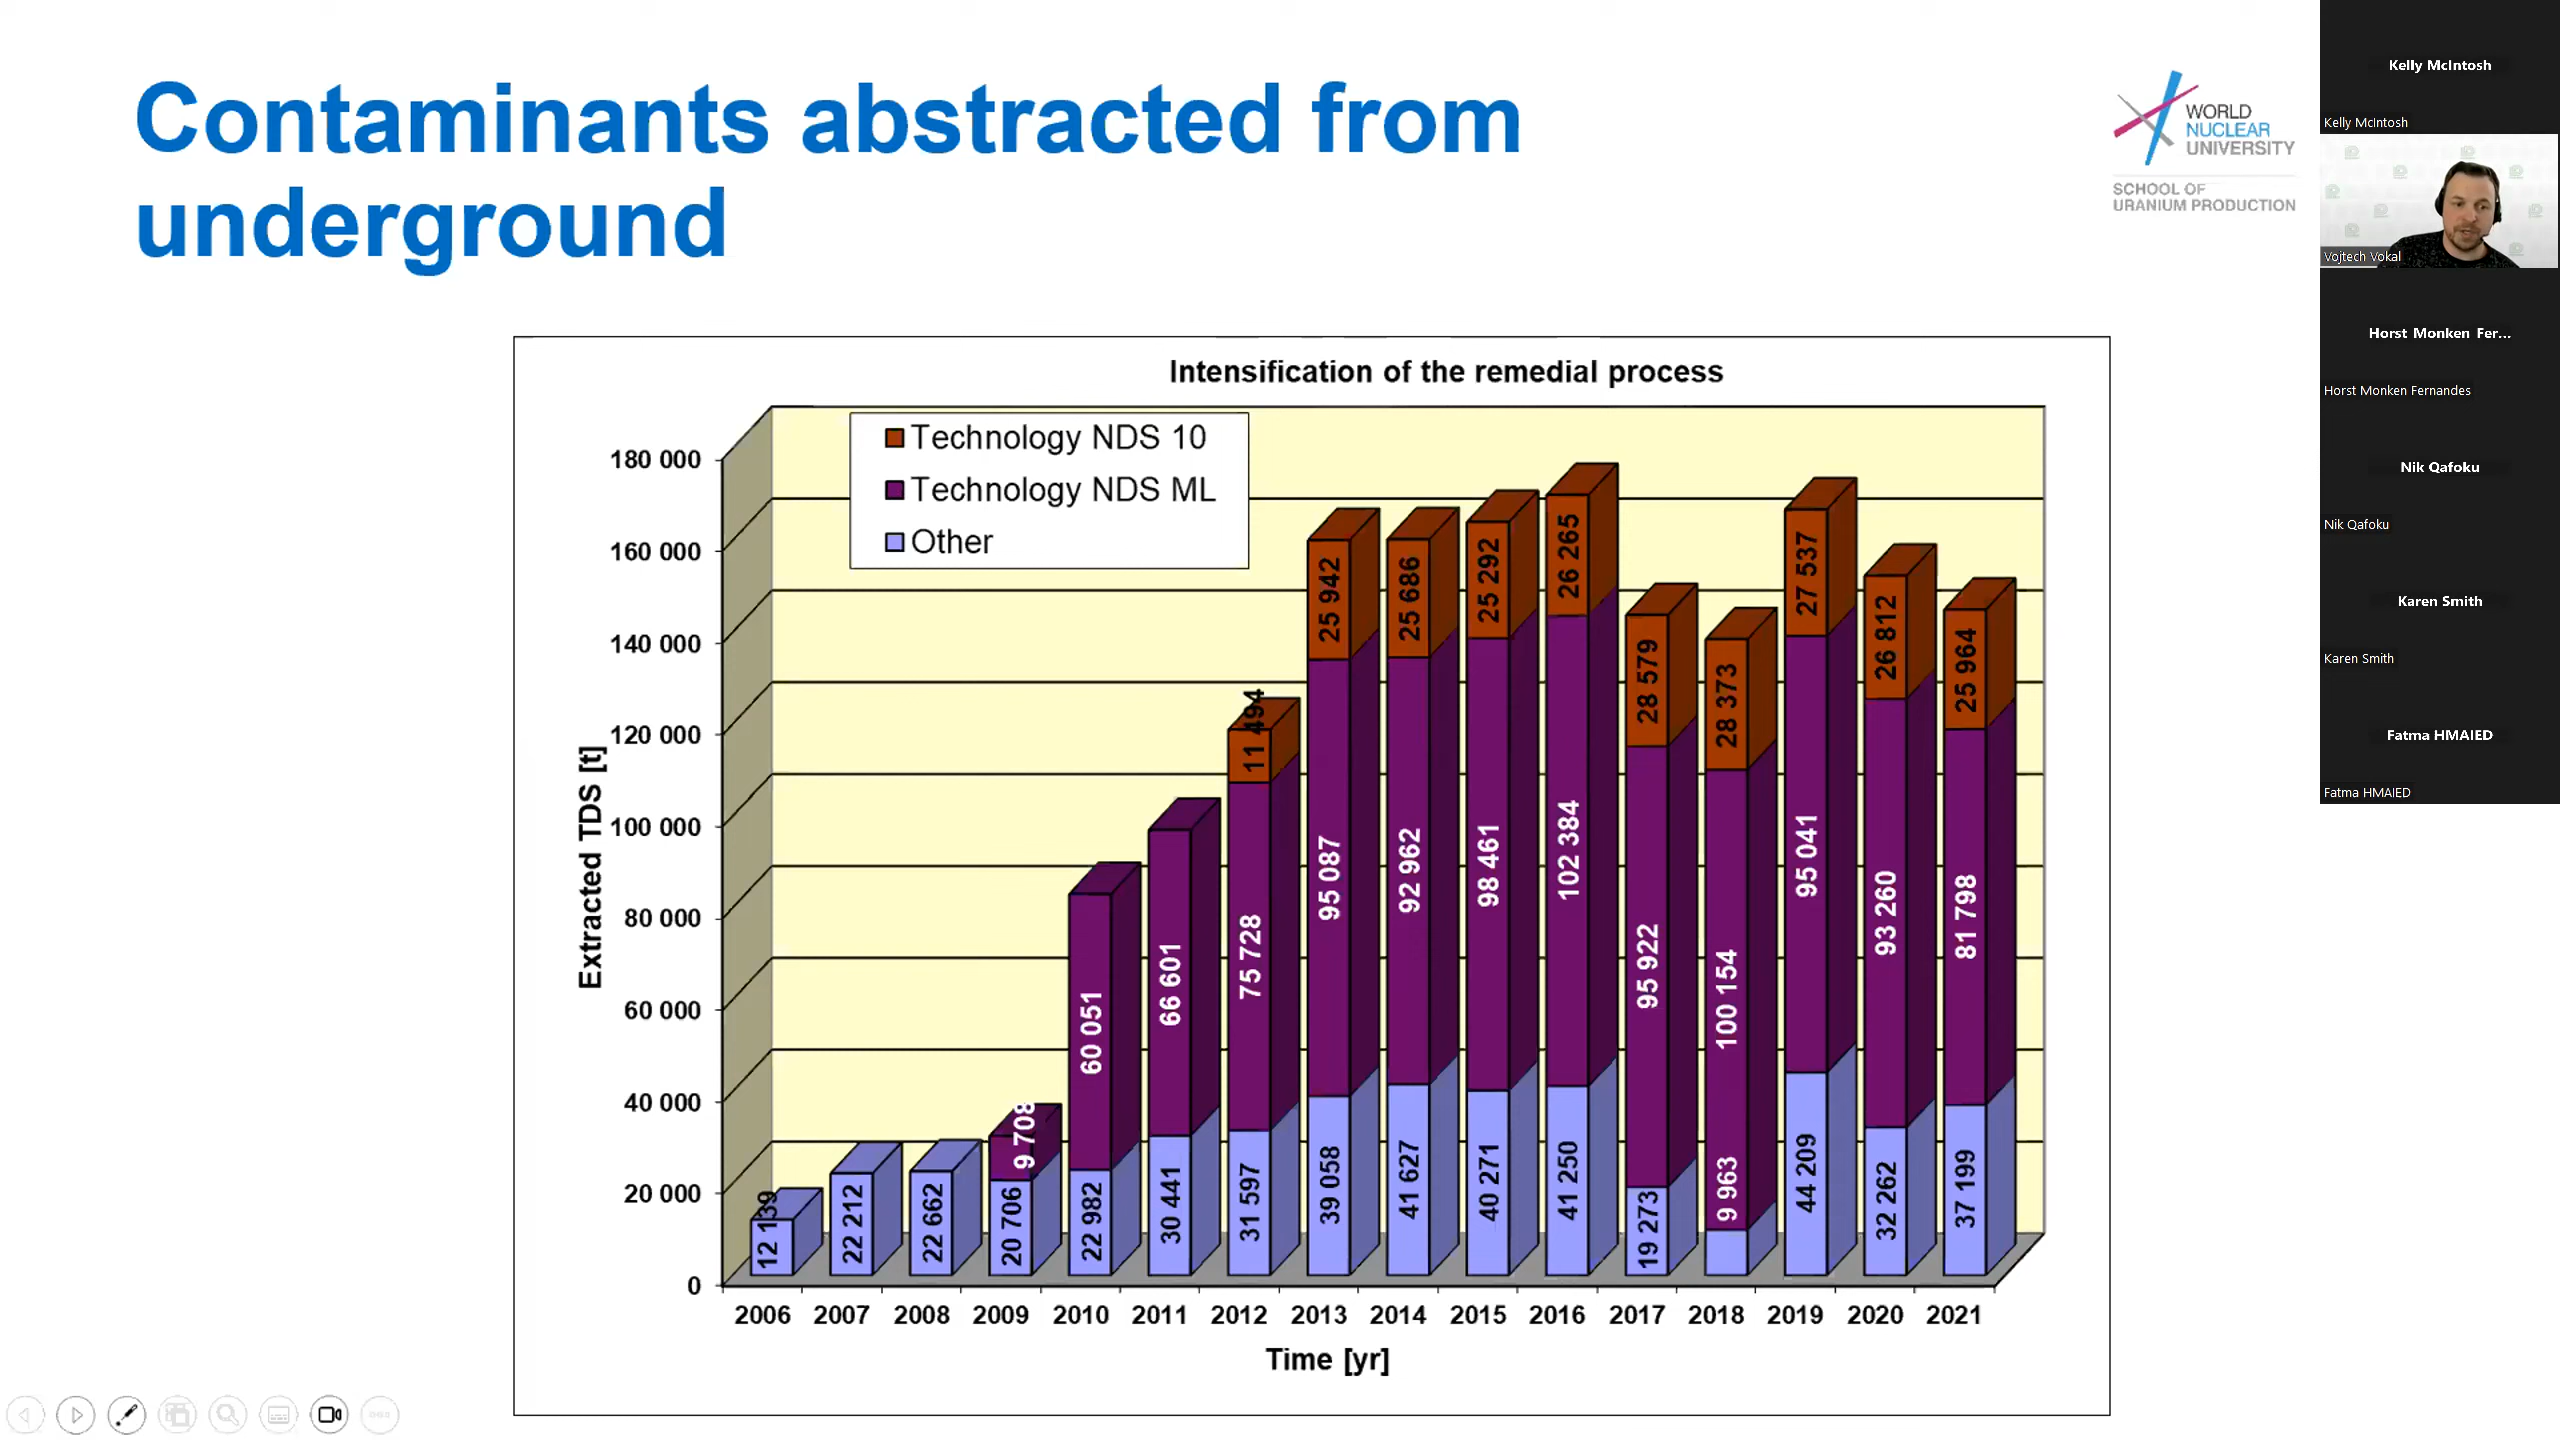 Contaminants abstracted from
underground
WORLD
NUCLEAR
UNIVERSITY
SCHOOL OF
URANIUM PRODUCTION
Intensification of the remedial process
Technology NDS 10
Technology NDS ML
Other
Extracted TDS [t]
180 000
160 000
140 000
120 000
100 000
80 000
60 000
40 000
20 000
0
12 139
22 212
22 662
9 708
20 706
60 051
22 982
66 601
30 441
11 494
75 728
31 597
25 942
95 087
39 058
25 686
92 962
41 627
25 292
98 461
40 271
26 265
102 384
41 250
28 579
95 922
19 273
28 373
100 154
9 963
27 537
95 041
44 209
26 812
93 260
32 262
25 964
81 798
37 199
2006 2007 2008 2009 2010 2011 2012 2013 2014 2015 2016 2017 2018 2019 2020 2021
Time [yr]
Kelly McIntosh
Kelly McIntosh
Vojtech Vokal
Horst Monken Fer...
Horst Monken Fernandes
Nik Qafoku
Nik Qafoku
Karen Smith
Karen Smith
Fatma HMAIED
Fatma HMAIED